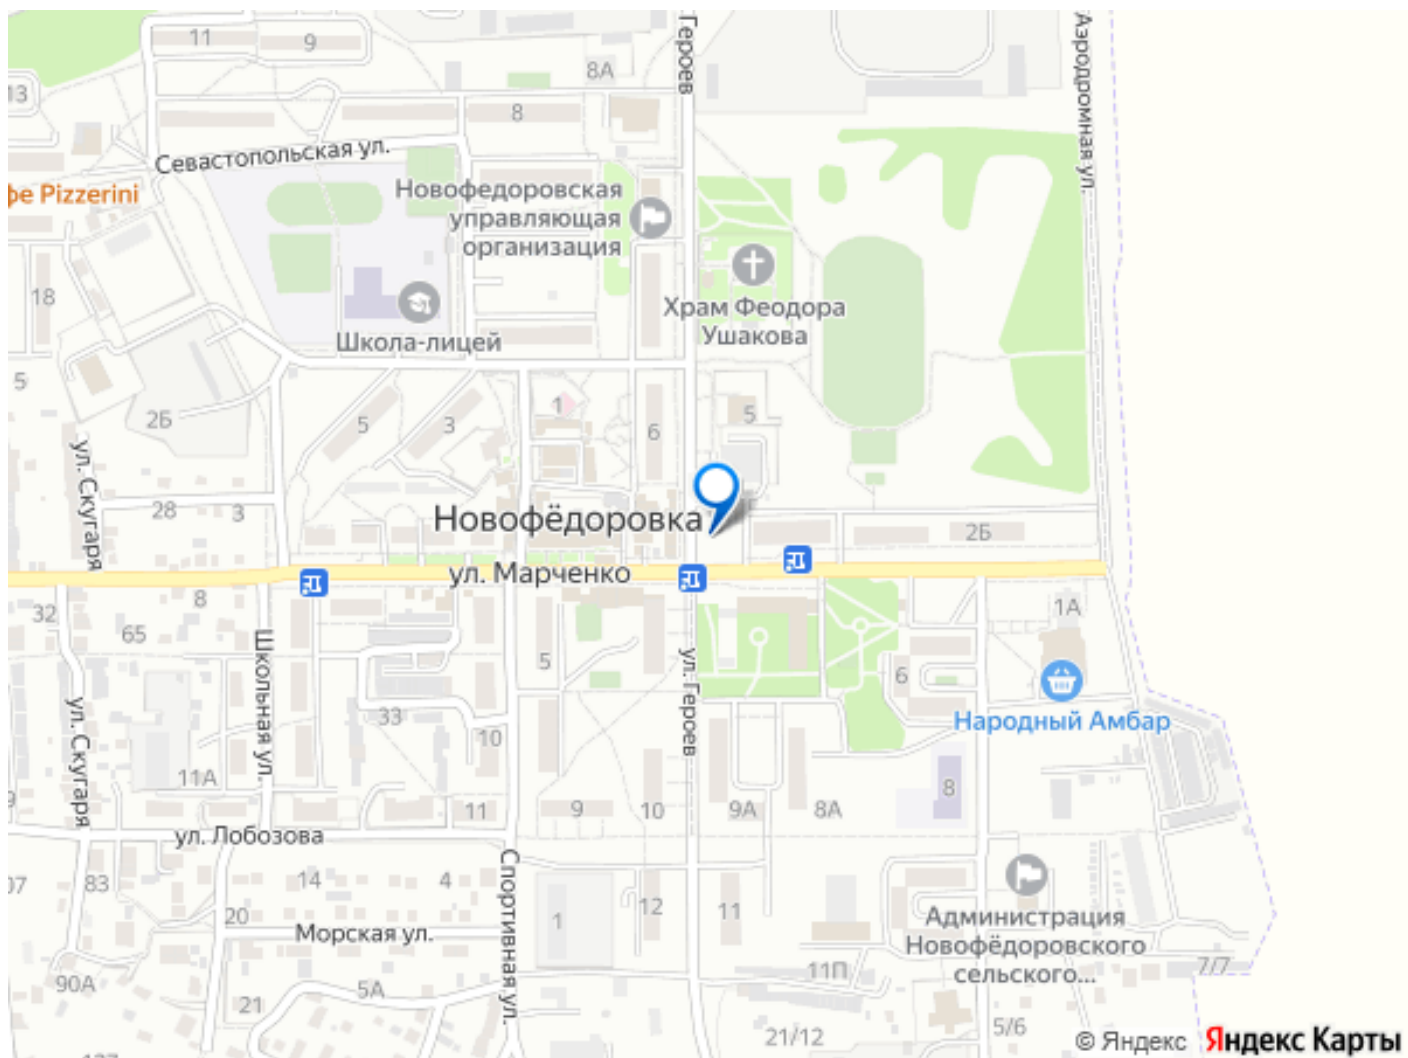 11
9
Героев
Аэродромная ул.
8А
13
8
Севастопольская ул.
фе Pizzerini
Новофедоровская
управляющая
организация
18
Храм Феодора
Ушакова
Школа-лицей
5
2Б
5
3
1
6
5
ул. Скугаря
28
3
Новофёдоровка
2Б
ул. Марченко
32
8
65
1А
Школьная ул.
5
ул. Героев
6
ул. Скугаря
33
10
Народный Амбар
11А
9
11
9
10
9А
8А
8
ул. Лобозова
83
14
4
Спортивная ул.
20
1
12
11
Администрация
Новофёдоровского
сельского...
Морская ул.
90А
5А
11П
7/7
21
21/12
5/6
© Яндекс Яндекс Карты